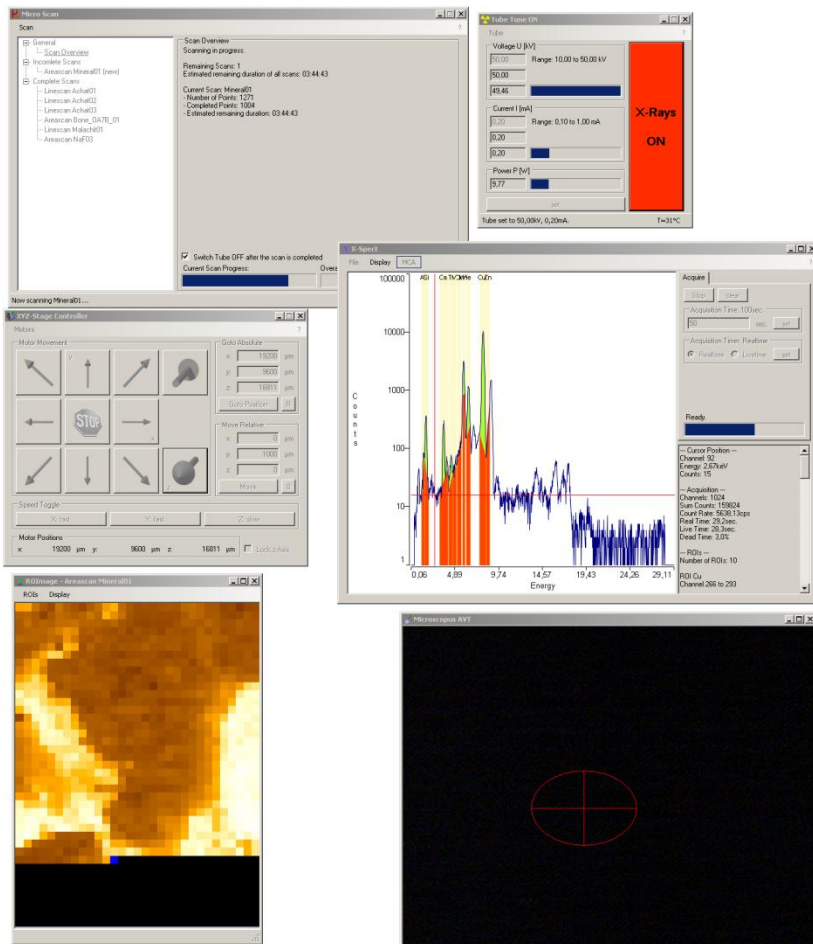 Micro Scan
Scan
?
General
Scan Overview
Incomlete Scans
Areascan Mineral01 (new)
Complete Scans
Linescan Achat01
Linescan Achat02
Linescan Achat03
Areascan Bone_OA7B_01
Linescan Malachit01
Areascan NaF03
Scan Overview
Scanning in progress.
Remaining Scans: 1
Estimated remaining duration of all scans: 03:44:43
Current Scan: Mineral01
- Number of Points: 1271
- Completed Points: 1004
- Estimated remaining duration: 03:44:43
Switch Tube OFF after the scan is completed
Current Scan Progress:
Now scanning Mineral01...
Tube Tune ON
Tube
?
Voltage U [kV]
50,00
Range: 10,00 to 50,00 kV
50,00
49,46
Current I [mA]
0,20
Range: 0,10 to 1,00 mA
0,20
0,20
Power P [W]
9,77
set
X-Rays
ON
Tube set to 50,00kV, 0,20mA.
T=31°C
X-Spect
File
Display
MCA
?
100000
10000
1000
100
10
1
Counts
0,06
4,89
9,74
14,57
19,43
24,26
29,11
Energy
Acquire
Stop
clear
Acquisition Time: 100sec.
50
sec.
set
Acquisition Timer: Realtime
Realtime
Livetime
set
Ready.
--- Cursor Position ---
Channel: 92
Energy: 2,67keV
Counts: 15
--- Acquisition ---
Channels: 1024
Sum Counts: 159824
Count Rate: 5638,13cps
Real Time: 29,2sec.
Live Time: 28,3sec.
Dead Time: 3,0%
--- ROIs ---
Number of ROIs: 10
ROI Cu
Channel 266 to 293
XYZ-Stage Controller
Motors
?
Motor Movement
y
STOP
x
z
Goto Absolute
x:
19200
µm
y:
9600
µm
z:
16811
µm
Goto Position
Move Relative
x:
0
µm
y:
1000
µm
z:
0
µm
Move
Speed Toggle
X: fast
Y: fast
Z: slow
Motor Positions
x:
19200
µm
y:
9600
µm
z:
16811
µm
Lock z-Axis
ROImage - Areascan Mineral01
ROIs
Display
Microscopus AVT